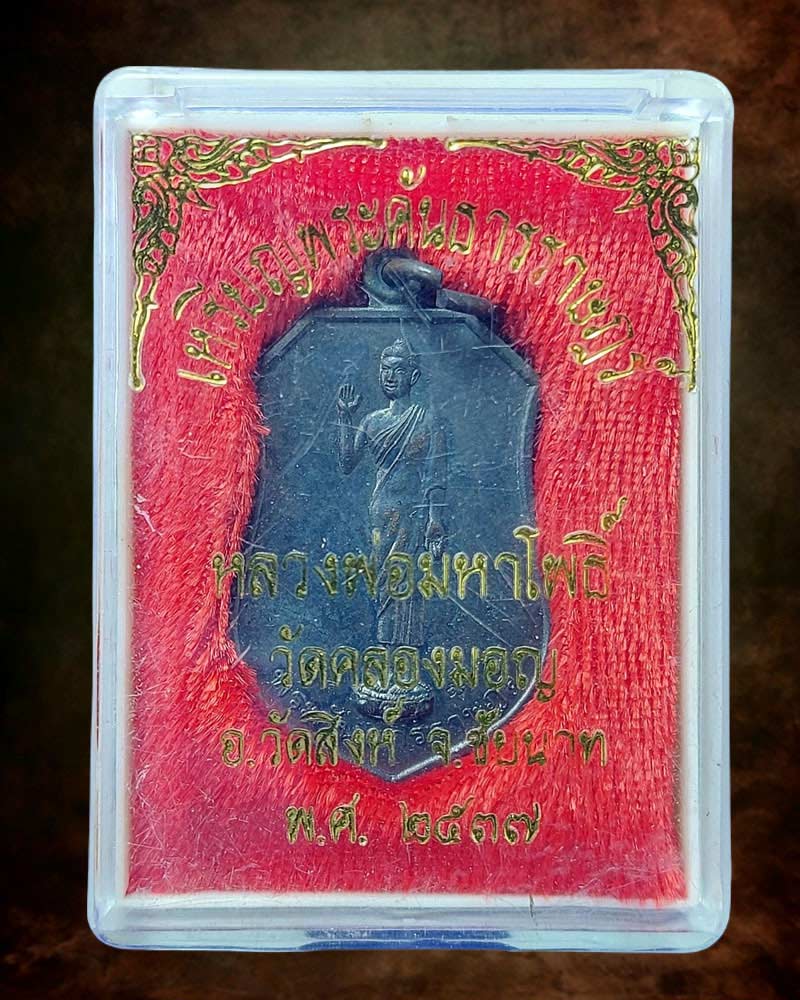 เหรียญพระคันธารราษฎร์
หลวงพ่อมหาโพธิ์
วัดคลองมอญ
อ.วัดสิงห์ จ.ชัยนาท
พ.ศ. ๒๕๓๗